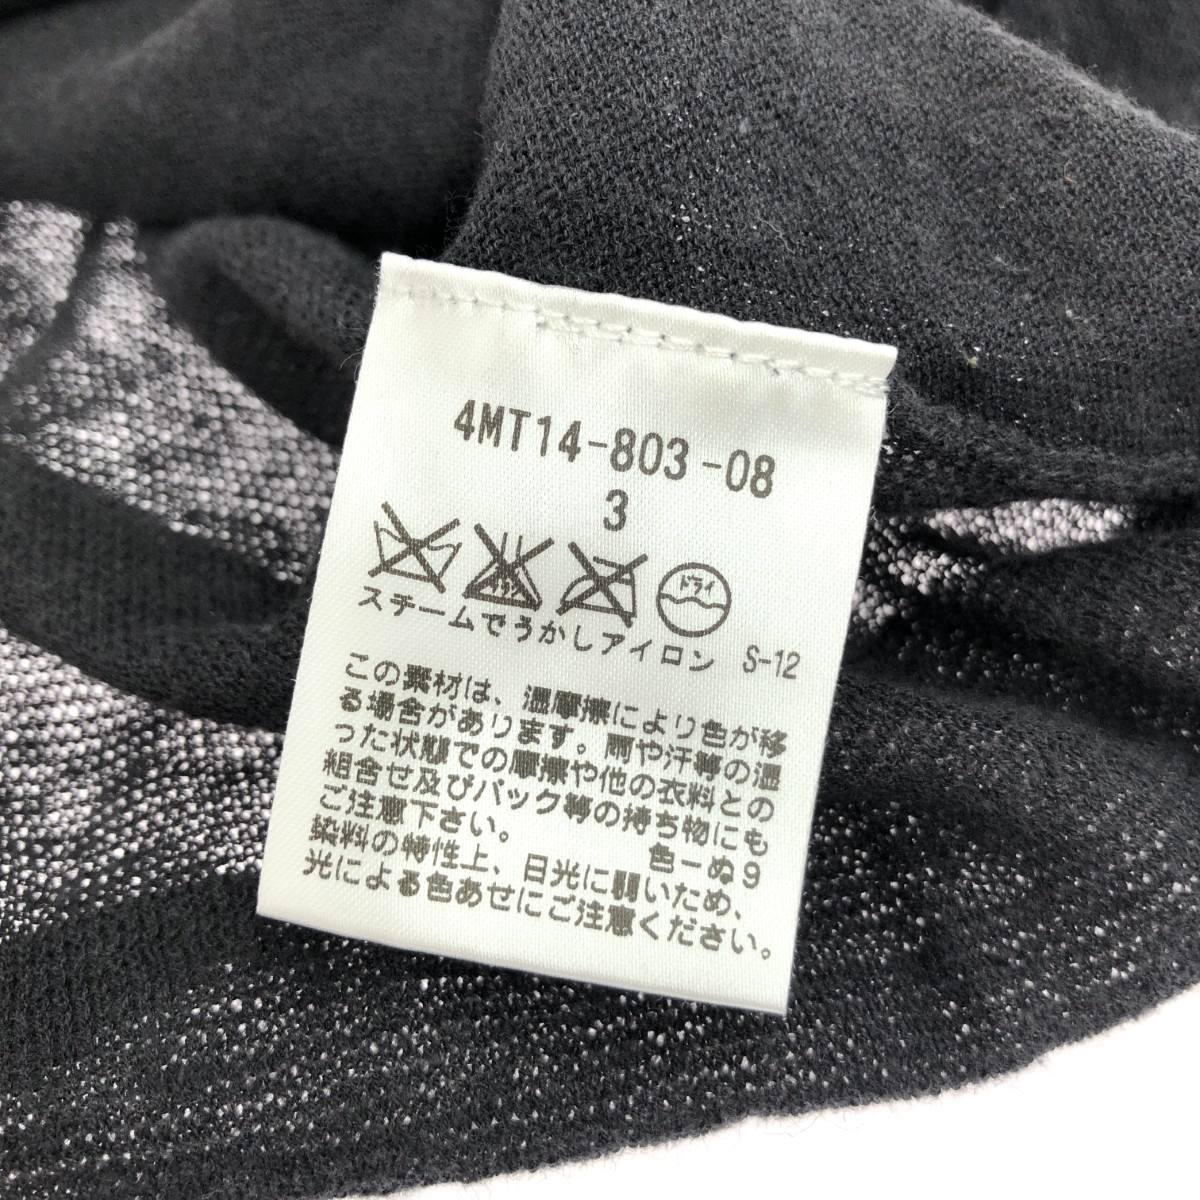 4MT14-803-08
3
エンソ サラシ
ドライ
スチームでうかしアイロン S-12
この素材は、湿摩擦により色が移
る場合があります。雨や汗等の湿
った状態での摩擦や他の衣料との
組合せ及びバック等の持ち物にも
ご注意下さい。 色ーぬ9
染料の特性上、日光に弱いため、
光による色あせにご注意ください。